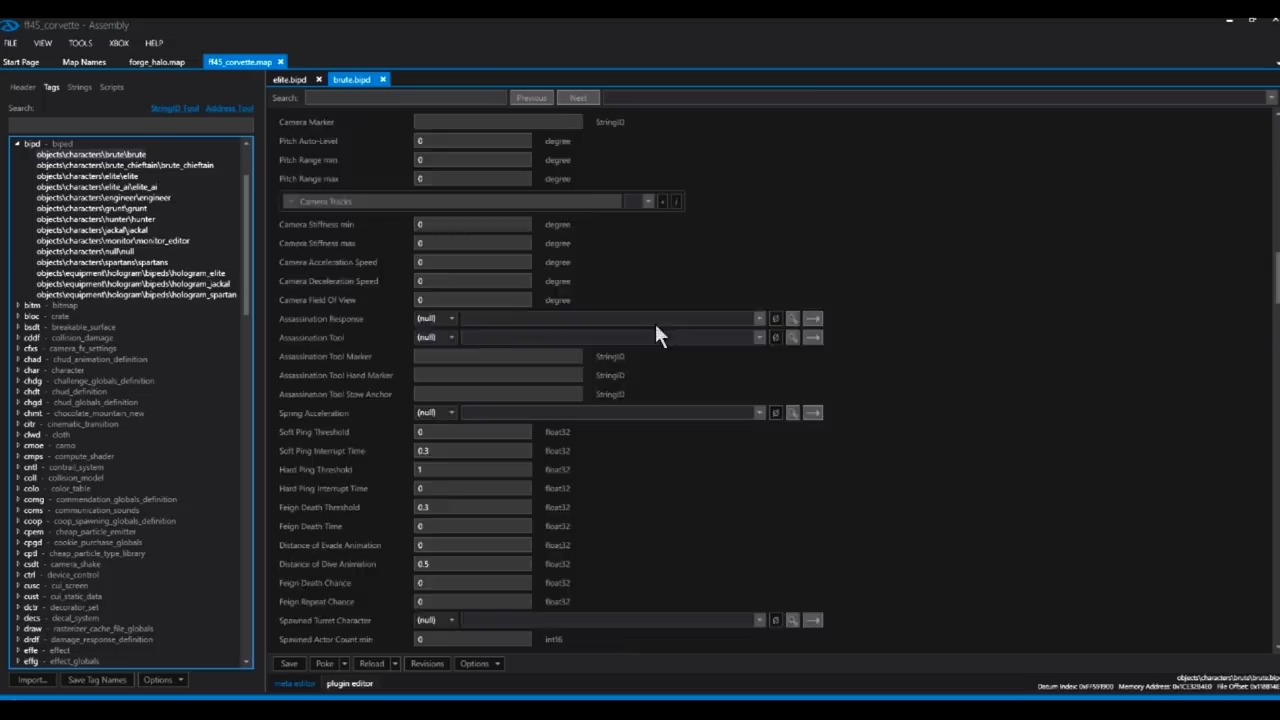 ff45_corvette - Assembly
FILE VIEW TOOLS XBOX HELP
Start Page Map Names forge_halo.map ff45_corvette.map
Header Tags Strings Scripts
Search:
StringID Tool Address Tool
bipd - biped
objects\characters\brute\brute
objects\characters\brute_chieftain\brute_chieftain
objects\characters\elite\elite
objects\characters\elite_ai\elite_ai
objects\characters\engineer\engineer
objects\characters\grunt\grunt
objects\characters\hunter\hunter
objects\characters\jackal\jackal
objects\characters\monitor\monitor_editor
objects\characters\null\null
objects\characters\spartans\spartans
objects\equipment\hologram\bipeds\hologram_elite
objects\equipment\hologram\bipeds\hologram_jackal
objects\equipment\hologram\bipeds\hologram_spartan
bitm - bitmap
bloc - crate
bsdt - breakable_surface
cddf - collision_damage
cfxs - camera_fx_settings
chad - chud_animation_definition
char - character
chdg - challenge_globals_definition
chdt - chud_definition
chgd - chud_globals_definition
chmt - chocolate_mountain_new
citr - cinematic_transition
clwd - cloth
cmoe - camo
cmps - compute_shader
cntl - contrail_system
coll - collision_model
colo - color_table
comg - commendation_globals_definition
coms - communication_sounds
coop - coop_spawning_globals_definition
cpem - cheap_particle_emitter
cpgd - cookie_purchase_globals
cptl - cheap_particle_type_library
csdt - camera_shake
ctrl - device_control
cusc - cui_screen
cust - cui_static_data
dctr - decorator_set
decs - decal_system
draw - rasterizer_cache_file_globals
drdf - damage_response_definition
effe - effect
effg - effect_globals
Import... Save Tag Names Options
elite.bipd brute.bipd
Search: Previous Next
Camera Marker StringID
Pitch Auto-Level 0 degree
Pitch Range min 0 degree
Pitch Range max 0 degree
Camera Tracks
Camera Stiffness min 0 degree
Camera Stiffness max 0 degree
Camera Acceleration Speed 0 degree
Camera Deceleration Speed 0 degree
Camera Field Of View 0 degree
Assassination Response (null)
Assassination Tool (null)
Assassination Tool Marker StringID
Assassination Tool Hand Marker StringID
Assassination Tool Stow Anchor StringID
Spring Acceleration (null)
Soft Ping Threshold 0 float32
Soft Ping Interrupt Time 0.3 float32
Hard Ping Threshold 1 float32
Hard Ping Interrupt Time 0 float32
Feign Death Threshold 0.3 float32
Feign Death Time 0 float32
Distance of Evade Animation 0 float32
Distance of Dive Animation 0.5 float32
Feign Death Chance 0 float32
Feign Repeat Chance 0 float32
Spawned Turret Character (null)
Spawned Actor Count min 0 int16
Save Poke Reload Revisions Options
meta editor plugin editor
objects\characters\brute\brute.bip